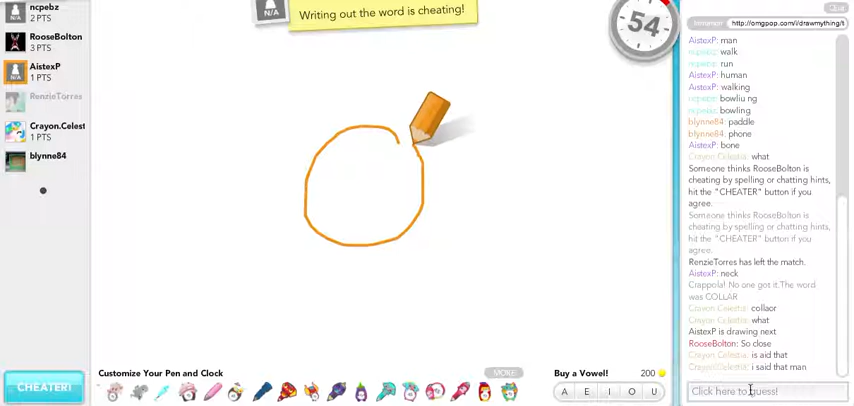 ncpebz
2 PTS
RooseBolton
3 PTS
AistexP
1 PTS
RenzieTorres
Crayon.Celest
1 PTS
blynne84
CHEATER!
N/A
Writing out the word is cheating!
54
Customize Your Pen and Clock
MORE
Buy a Vowel!
200
A E I O U
http://omgpop.com/l/drawmything/
AistexP: man
ncpebz: walk
ncpebz: run
AistexP: human
AistexP: walking
ncpebz: bowliu ng
ncpebz: bowling
blynne84: paddle
blynne84: phone
AistexP: bone
Crayon Celestia: what
Someone thinks RooseBolton is
cheating by spelling or chatting hints,
hit the "CHEATER" button if you
agree.
Someone thinks RooseBolton is
cheating by spelling or chatting hints,
hit the "CHEATER" button if you
agree.
RenzieTorres has left the match.
AistexP: neck
Crappola! No one got it.The word
was COLLAR
Crayon Celestia: collaor
Crayon Celestia: what
AistexP is drawing next
RooseBolton: So close
Crayon Celestia: is aid that
Crayon Celestia: i said that man
Click here to guess!